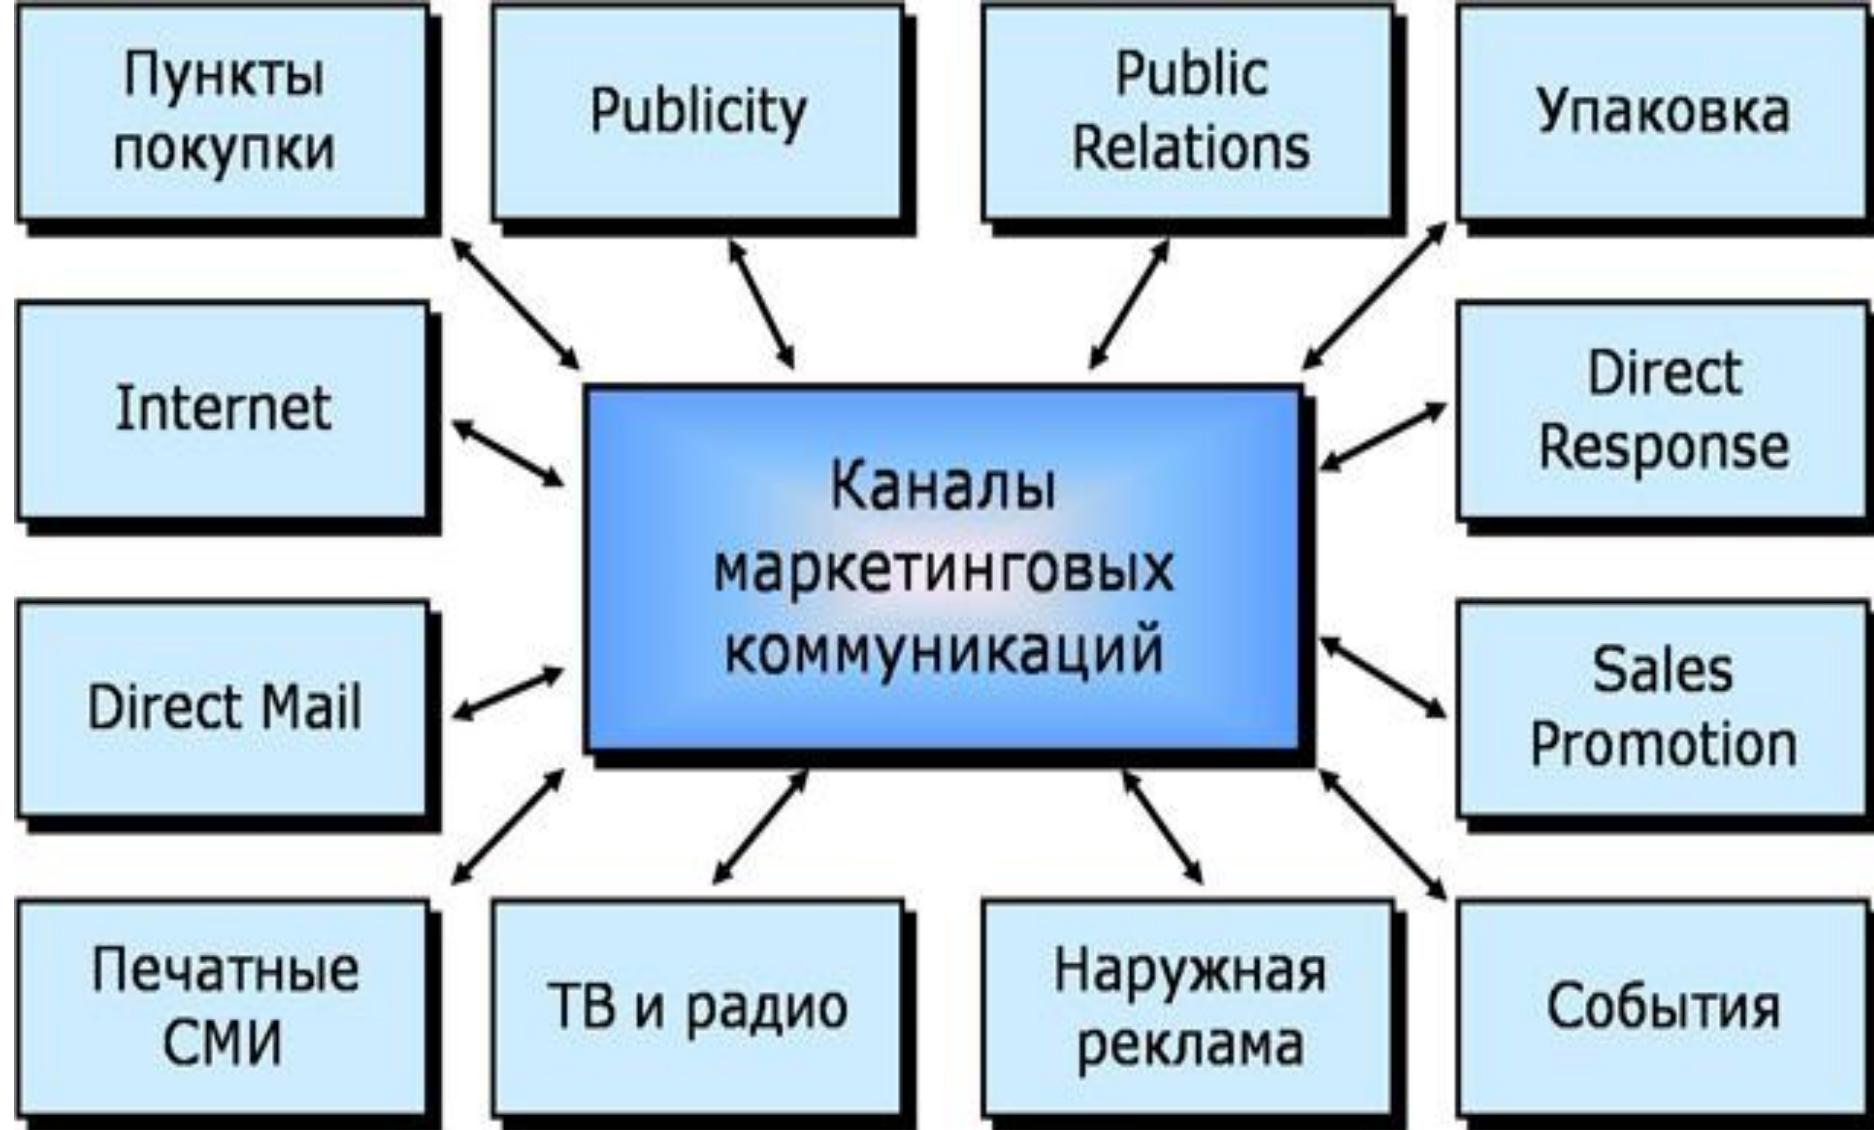 Пункты
покупки
Publicity
Public
Relations
Упаковка
Internet
Direct
Response
Каналы
маркетинговых
коммуникаций
Direct Mail
Sales
Promotion
Печатные
СМИ
ТВ и радио
Наружная
реклама
События